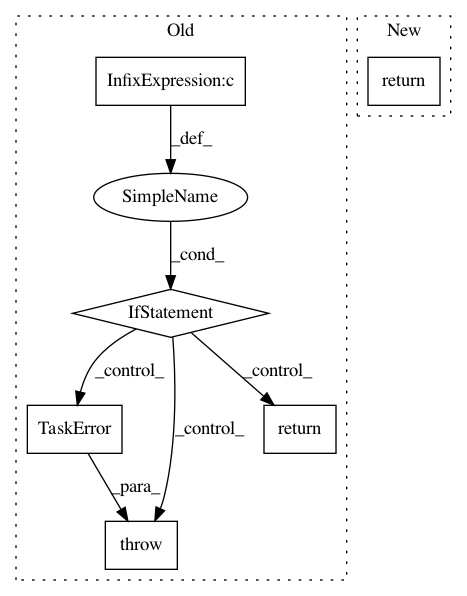 Old
New
InfixExpression:c
return
_def_
SimpleName
_cond_
IfStatement
_control_
_control_
_control_
TaskError
return
_para_
throw